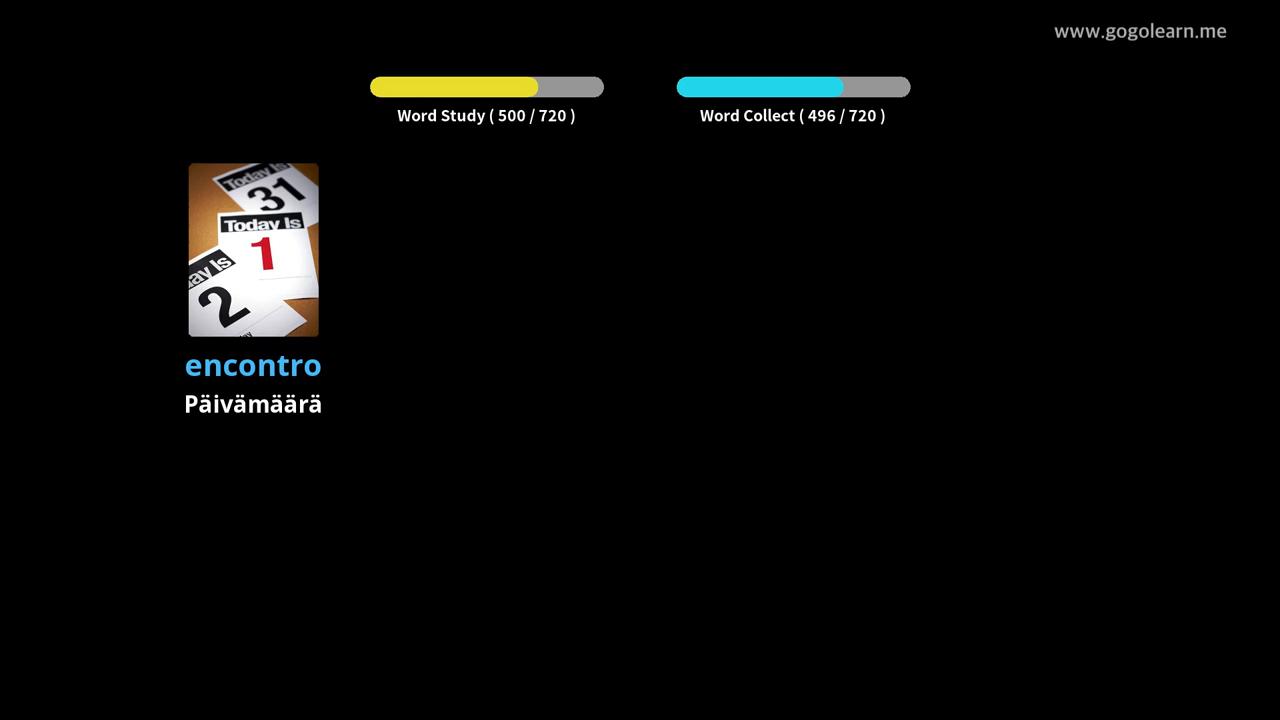 www.gogolearn.me
Word Study ( 500 / 720 )
Word Collect ( 496 / 720 )
Today Is
31
Today Is
1
ay Is
2
encontro
Päivämäärä